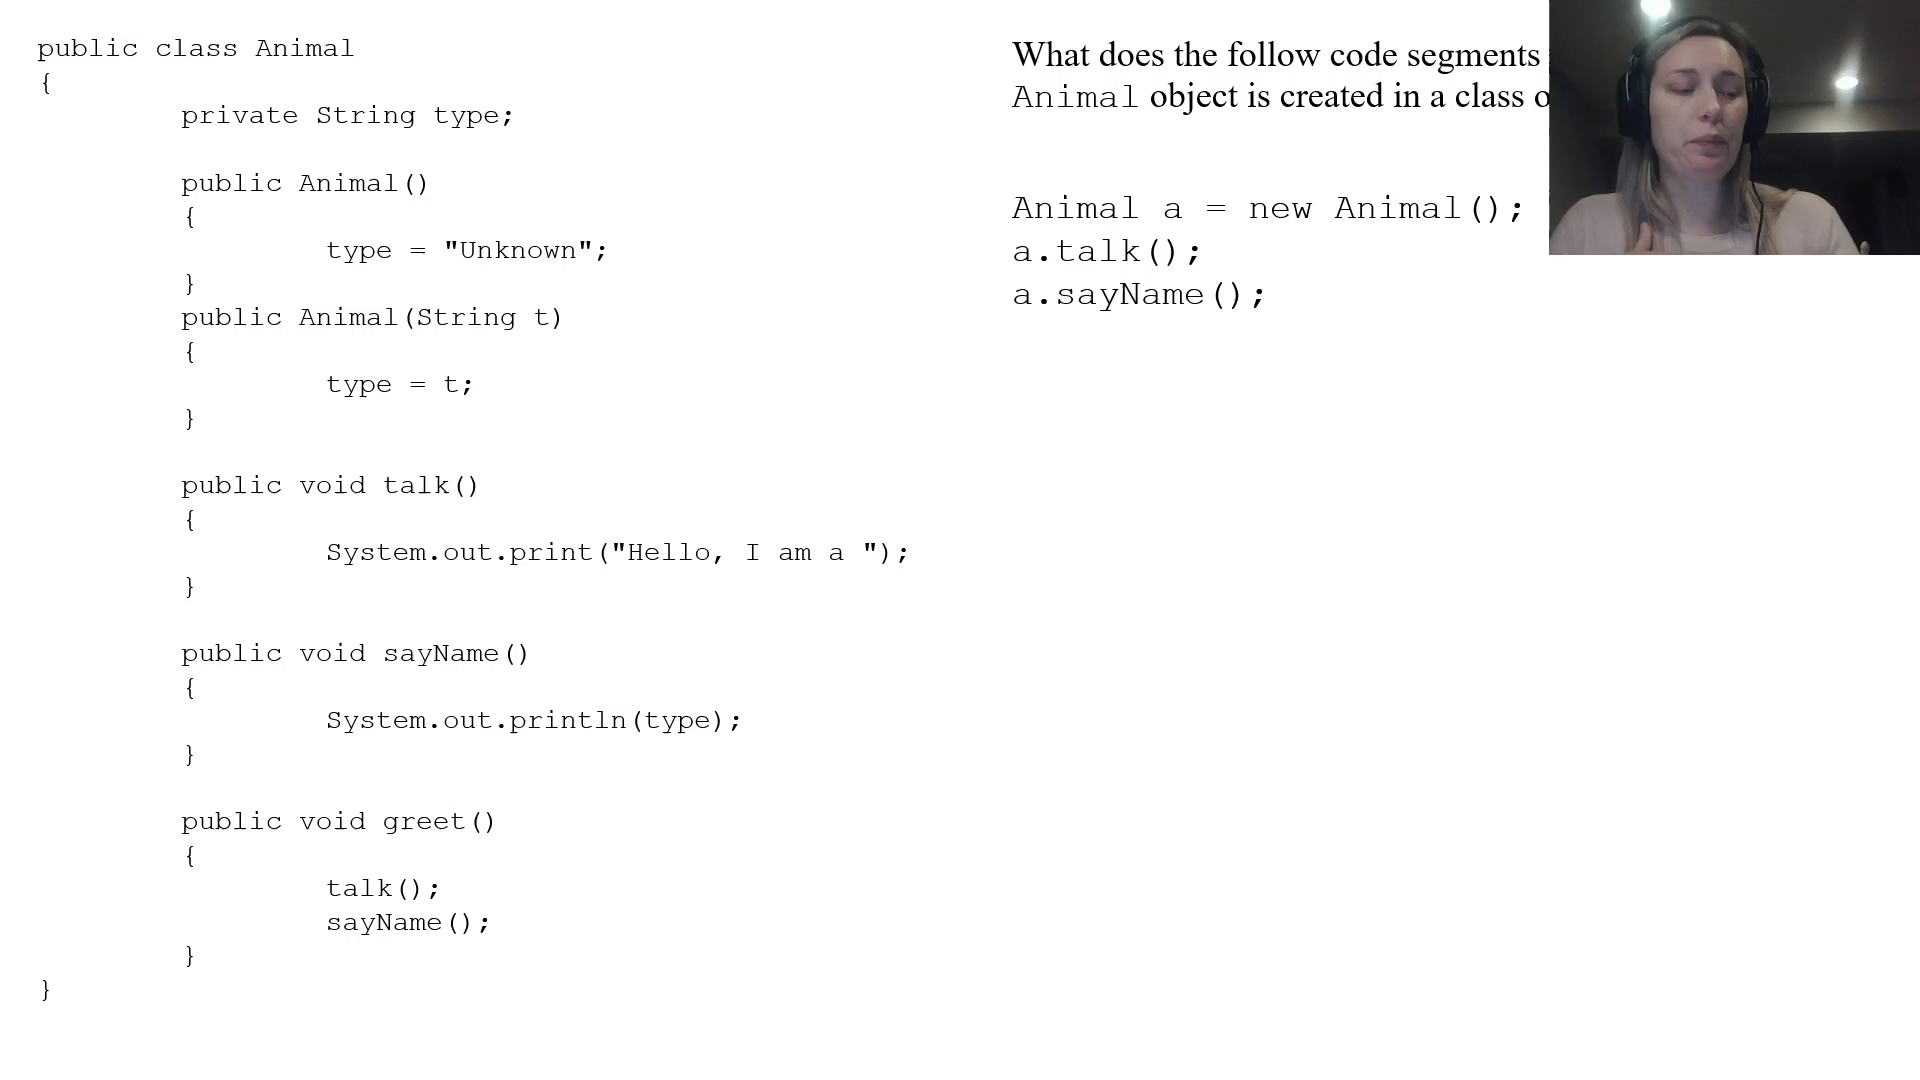 public class Animal
{
private String type;
public Animal()
{
type = "Unknown";
}
public Animal(String t)
{
type = t;
}
public void talk()
{
System.out.print("Hello, I am a ");
}
public void sayName()
{
System.out.println(type);
}
public void greet()
{
talk();
sayName();
}
}
What does the follow code segments
Animal object is created in a class
Animal a = new Animal();
a.talk();
a.sayName();